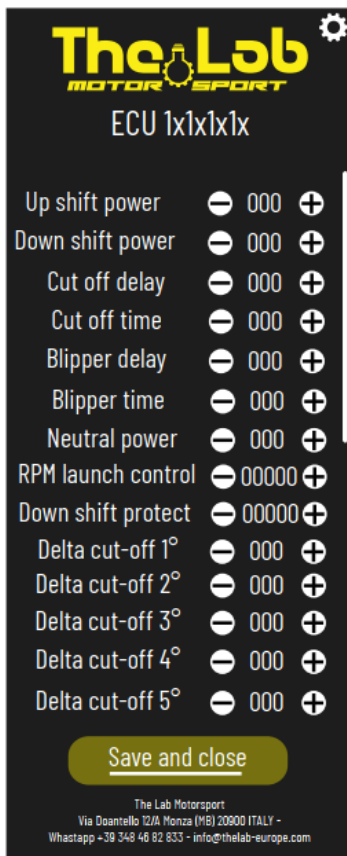 The Lab
MOTOR SPORT
ECU 1x1x1x1x
Up shift power 000
Down shift power 000
Cut off delay 000
Cut off time 000
Blipper delay 000
Blipper time 000
Neutral power 000
RPM launch control 00000
Down shift protect 00000
Delta cut-off 1° 000
Delta cut-off 2° 000
Delta cut-off 3° 000
Delta cut-off 4° 000
Delta cut-off 5° 000
Save and close
The Lab Motorsport
Via Doantello 12/A Monza (MB) 20900 ITALY -
Whastapp +39 348 46 82 833 - info@thelab-europe.com